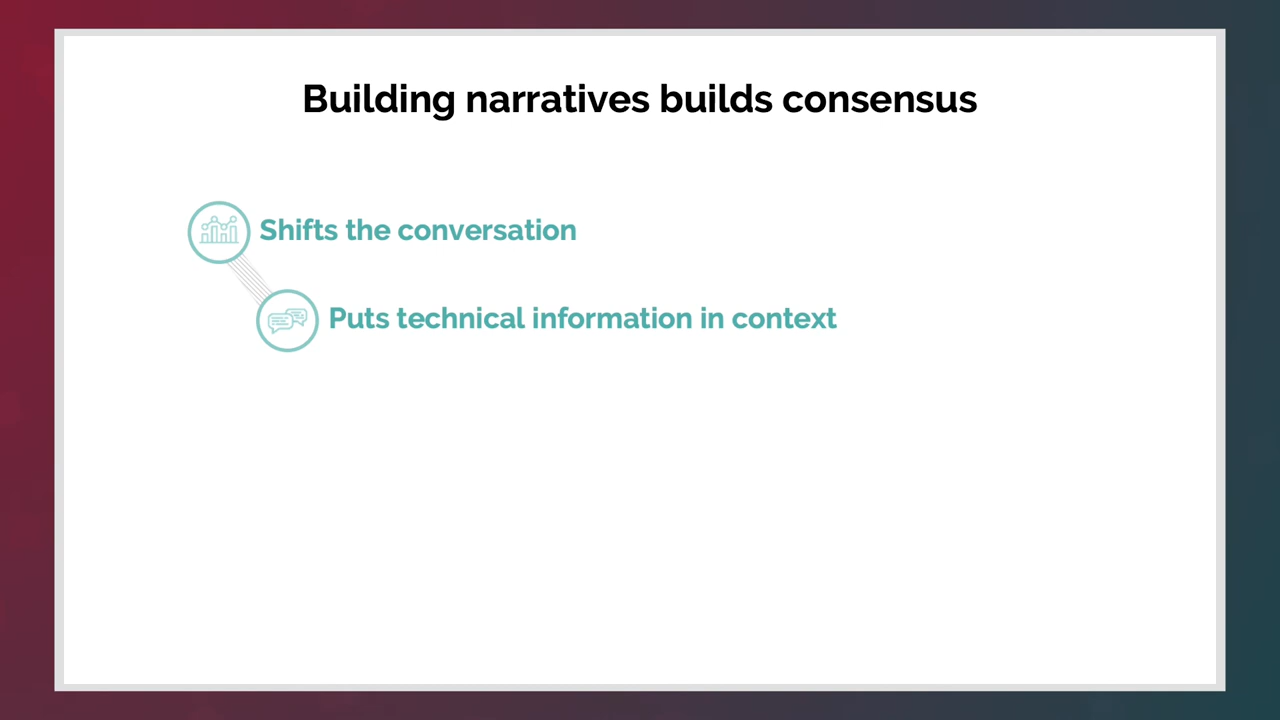 Building narratives builds consensus
Shifts the conversation
Puts technical information in context